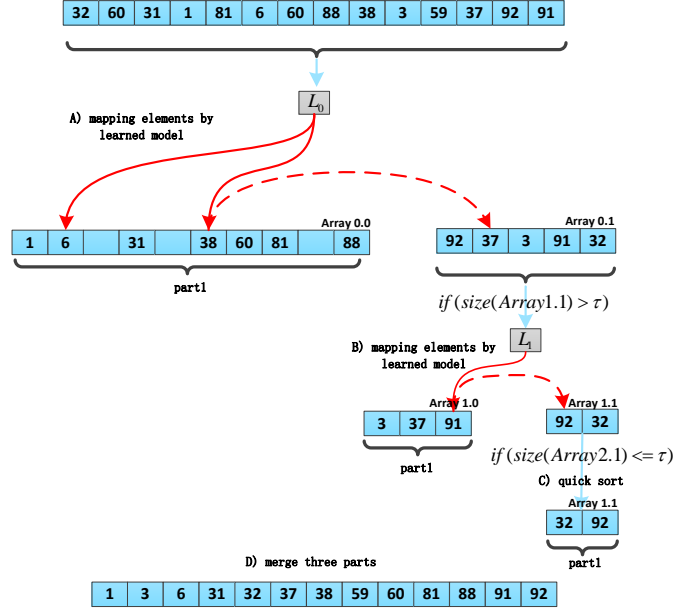 32 60 31 1 81 6 60 88 38 3 59 37 92 91
L0
A) mapping elements by
learned model
Array 0.0
1 6 31 38 60 81 88
part1
Array 0.1
92 37 3 91 32
if (size(Array1.1) > τ)
L1
B) mapping elements by
learned model
Array 1.0
3 37 91
part1
Array 1.1
92 32
if (size(Array2.1) <= τ)
C) quick sort
Array 1.1
32 92
part1
D) merge three parts
1 3 6 31 32 37 38 59 60 81 88 91 92